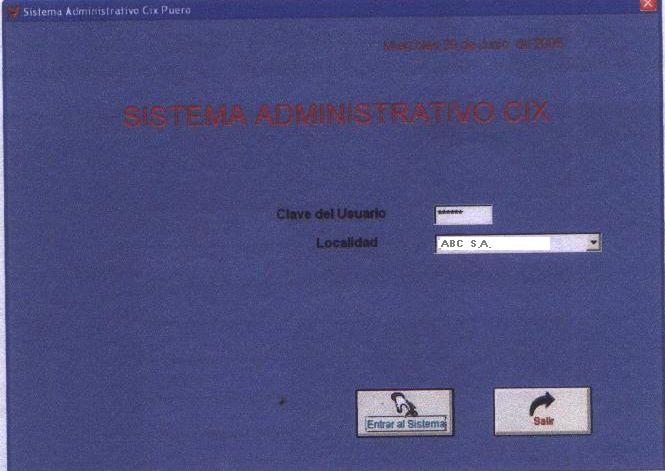 Sistema Administrativo Cix Puero
Miercoles 29 de Junio de 2005
SISTEMA ADMINISTRATIVO CIX
Clave del Usuario ******
Localidad ABC S.A.
Entrar al Sistema
Salir